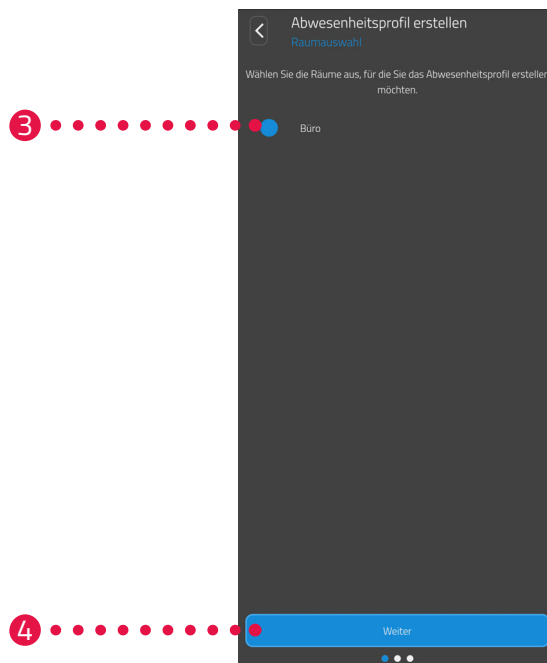 Abwesenheitsprofil erstellen
Raumauswahl
Wählen Sie die Räume aus, für die Sie das Abwesenheitsprofil erstellen
möchten.
3
Büro
4
Weiter